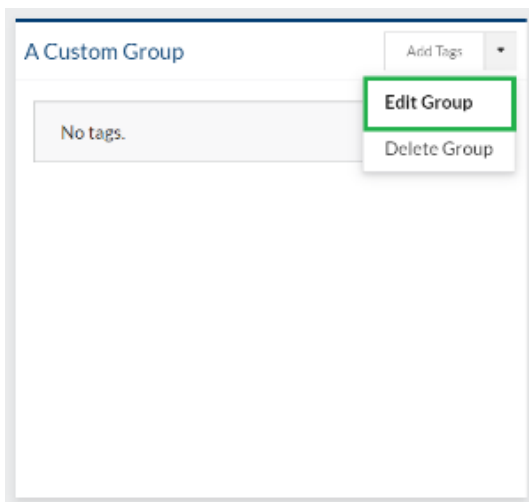 A Custom Group
Add Tags
Edit Group
No tags.
Delete Group